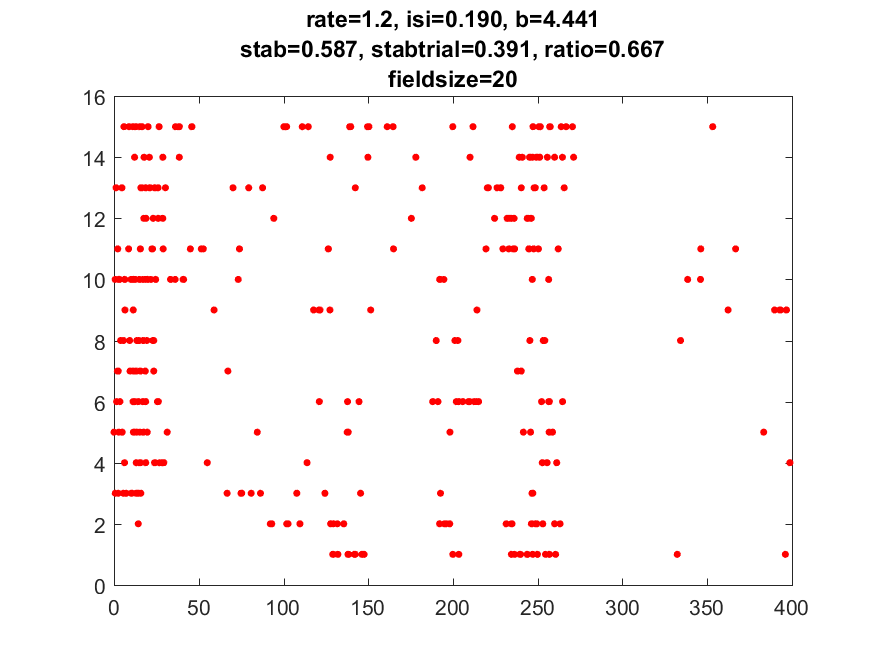 rate=1.2, isi=0.190, b=4.441
stab=0.587, stabtrial=0.391, ratio=0.667
fieldsize=20
16
14
12
10
8
6
4
2
0
0 50 100 150 200 250 300 350 400